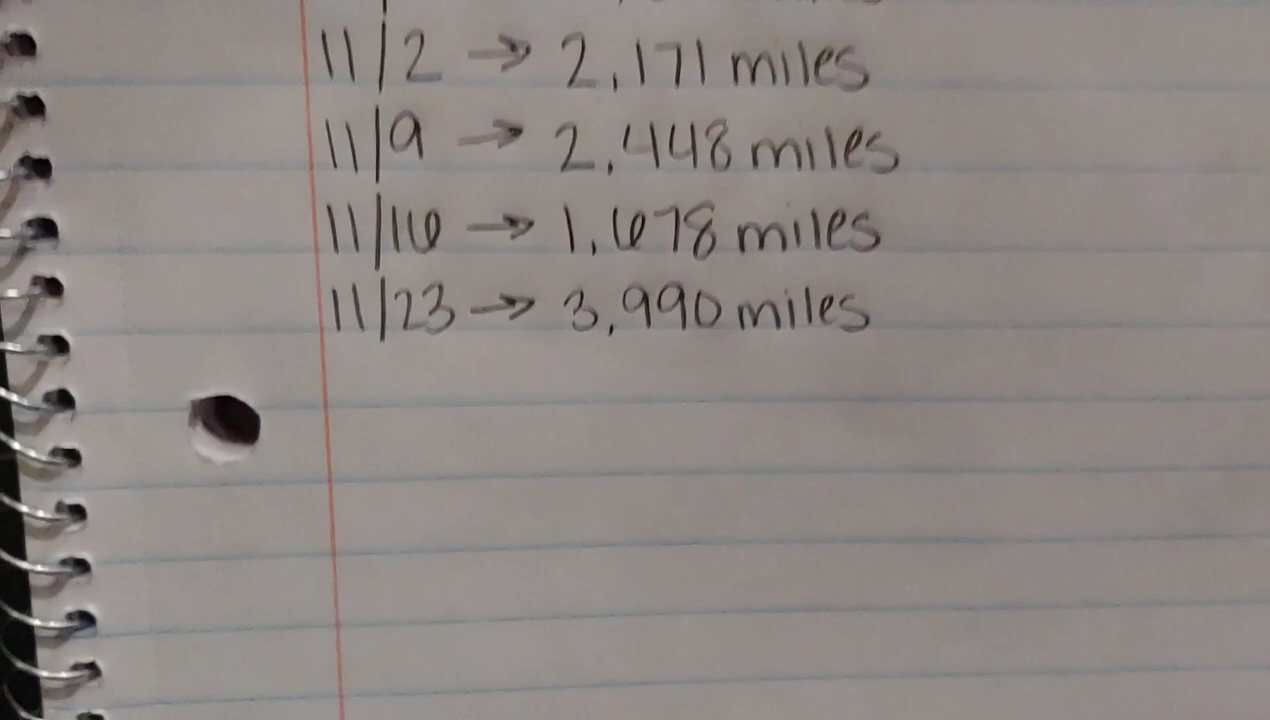 11/2 → 2,171 miles
11/9 → 2,448 miles
11/16 → 1,678 miles
11/23 → 3,990 miles